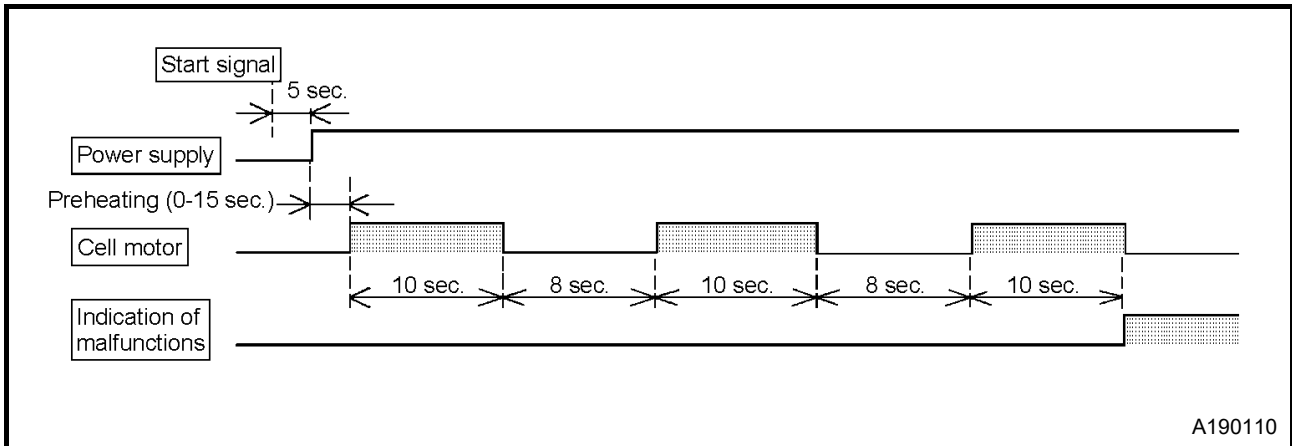 Start signal
5 sec.
Power supply
Preheating (0-15 sec.)
Cell motor
10 sec.
8 sec.
10 sec.
8 sec.
10 sec.
Indication of
malfunctions
A190110